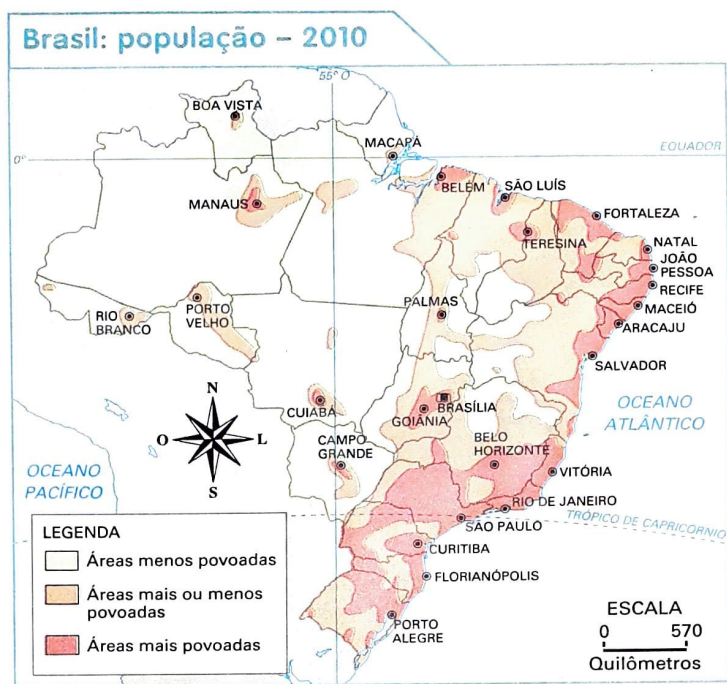 Brasil: população – 2010
55º O
BOA VISTA
MACAPÁ
EQUADOR
0º
BELÉM
SÃO LUÍS
MANAUS
FORTALEZA
TERESINA
NATAL
JOÃO
PESSOA
RECIFE
PALMAS
MACEIÓ
RIO
BRANCO
PORTO
VELHO
ARACAJU
SALVADOR
N
O
L
S
CUIABÁ
BRASÍLIA
GOIÂNIA
OCEANO
ATLÂNTICO
CAMPO
GRANDE
BELO
HORIZONTE
OCEANO
PACÍFICO
VITÓRIA
RIO DE JANEIRO
TRÓPICO DE CAPRICÓRNIO
SÃO PAULO
CURITIBA
FLORIANÓPOLIS
PORTO
ALEGRE
LEGENDA
Áreas menos povoadas
Áreas mais ou menos
povoadas
Áreas mais povoadas
ESCALA
0 570
Quilômetros